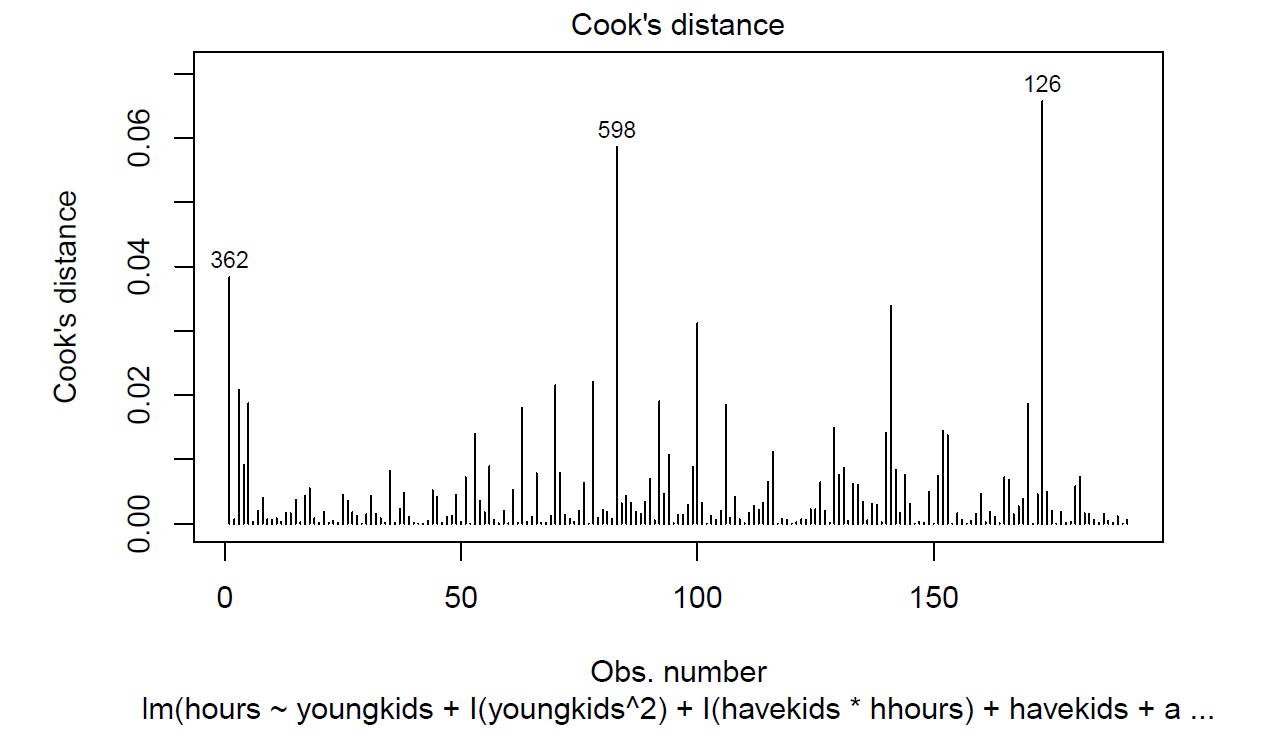 Cook's distance
126
598
362
Cook's distance
0.06
0.04
0.02
0.00
0 50 100 150
Obs. number
lm(hours ~ youngkids + I(youngkids^2) + I(havekids * hhours) + havekids + a ...